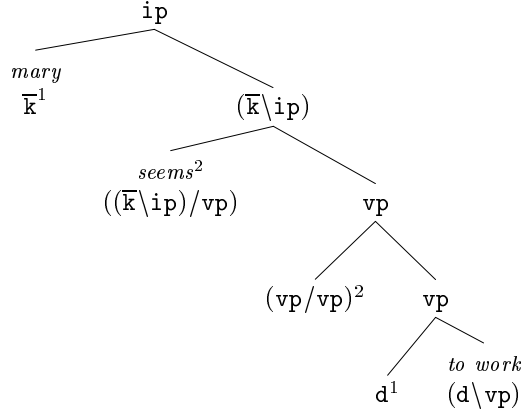 ip
mary
k̅¹
(k̅\ip)
seems²
((k̅\ip)/vp)
vp
(vp/vp)²
vp
d¹
to work
(d\vp)